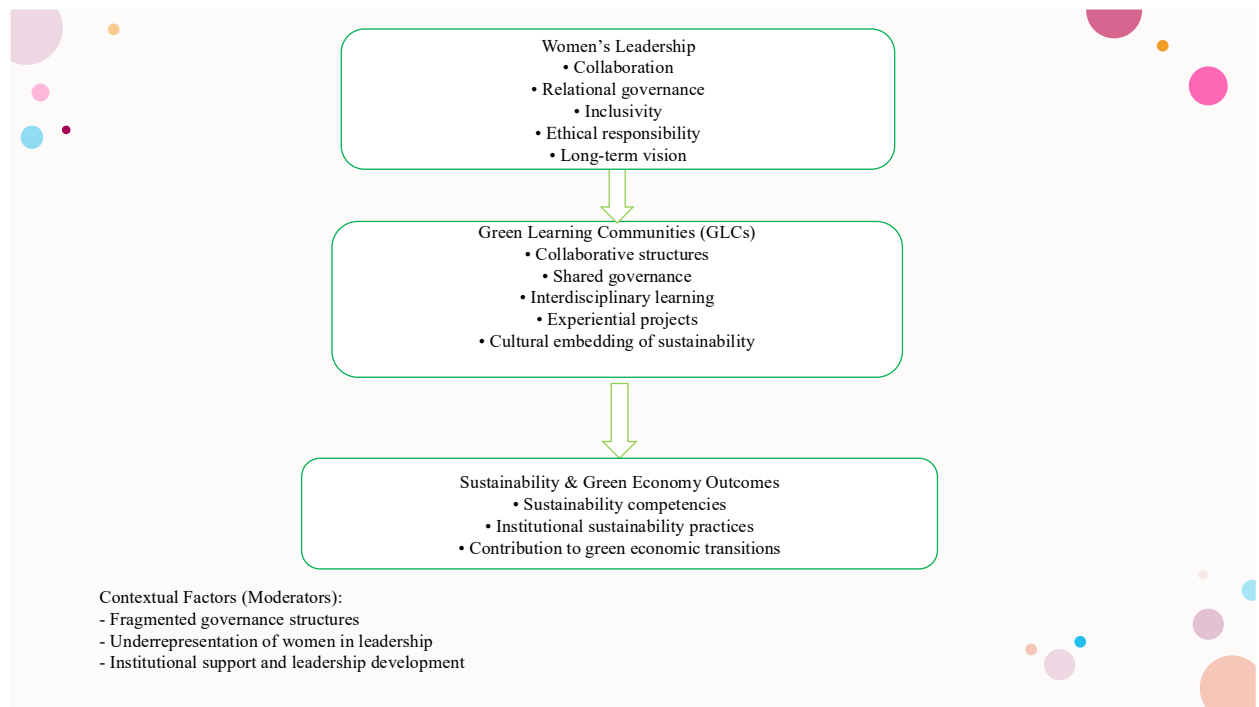 Women’s Leadership
• Collaboration
• Relational governance
• Inclusivity
• Ethical responsibility
• Long-term vision
Green Learning Communities (GLCs)
• Collaborative structures
• Shared governance
• Interdisciplinary learning
• Experiential projects
• Cultural embedding of sustainability
Sustainability & Green Economy Outcomes
• Sustainability competencies
• Institutional sustainability practices
• Contribution to green economic transitions
Contextual Factors (Moderators):
- Fragmented governance structures
- Underrepresentation of women in leadership
- Institutional support and leadership development